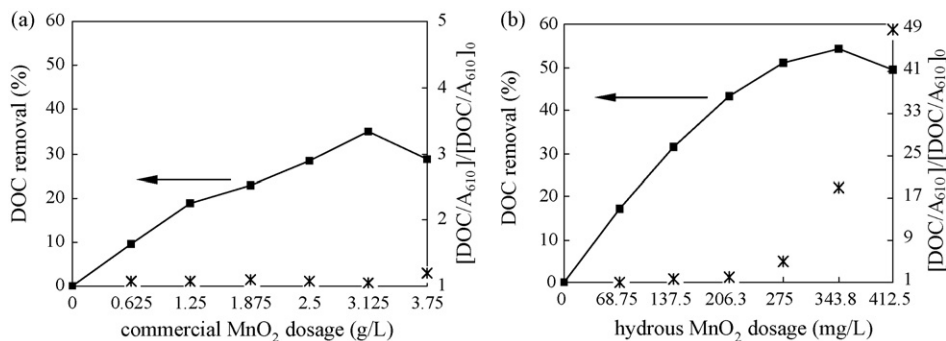 (a)
60
50
40
30
20
10
0
DOC removal (%)
5
4
3
2
1
[DOC/A610]/[DOC/A610]0
0 0.625 1.25 1.875 2.5 3.125 3.75
commercial MnO2 dosage (g/L)
(b)
60
50
40
30
20
10
0
DOC removal (%)
49
41
33
25
17
9
1
[DOC/A610]/[DOC/A610]0
0 68.75 137.5 206.3 275 343.8 412.5
hydrous MnO2 dosage (mg/L)